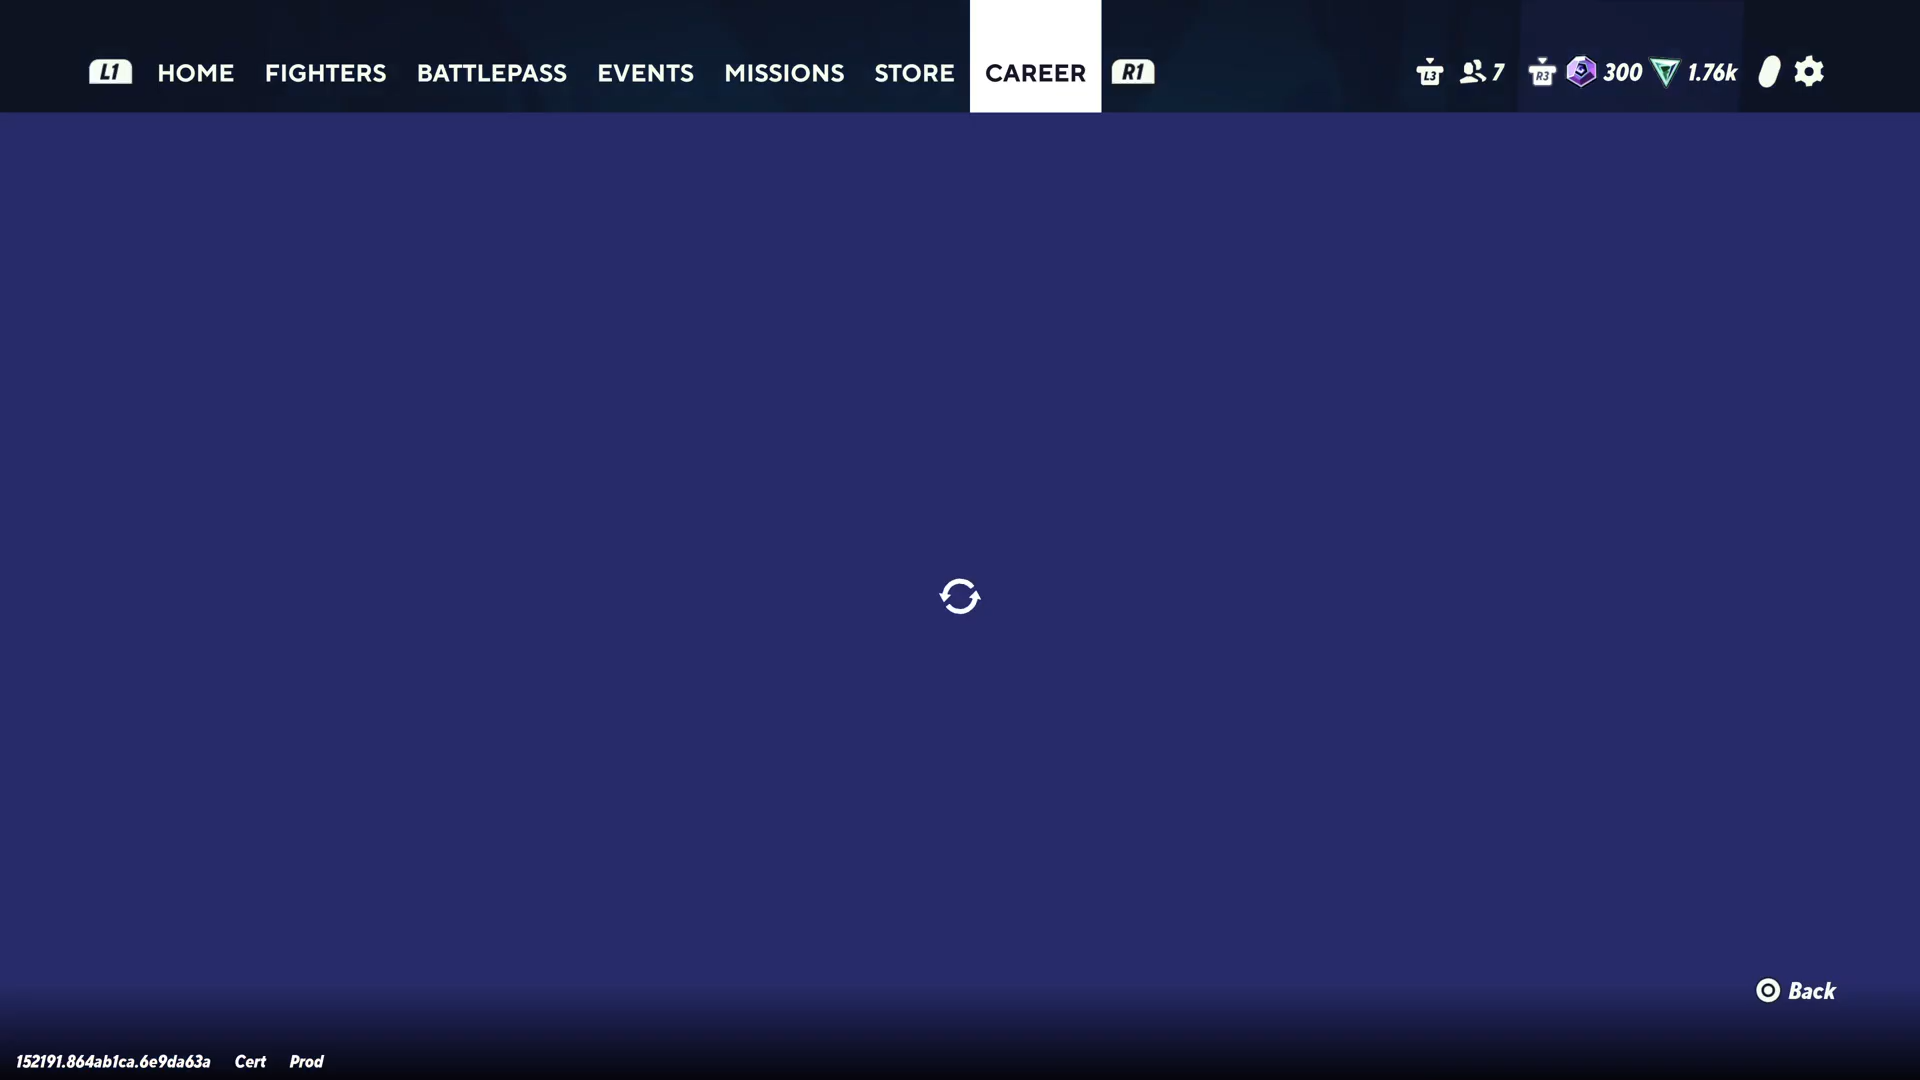 L1 HOME FIGHTERS BATTLEPASS EVENTS MISSIONS STORE CAREER R1 L3 7 R3 300 1.76k
Back
152191.864ab1ca.6e9da63a Cert Prod